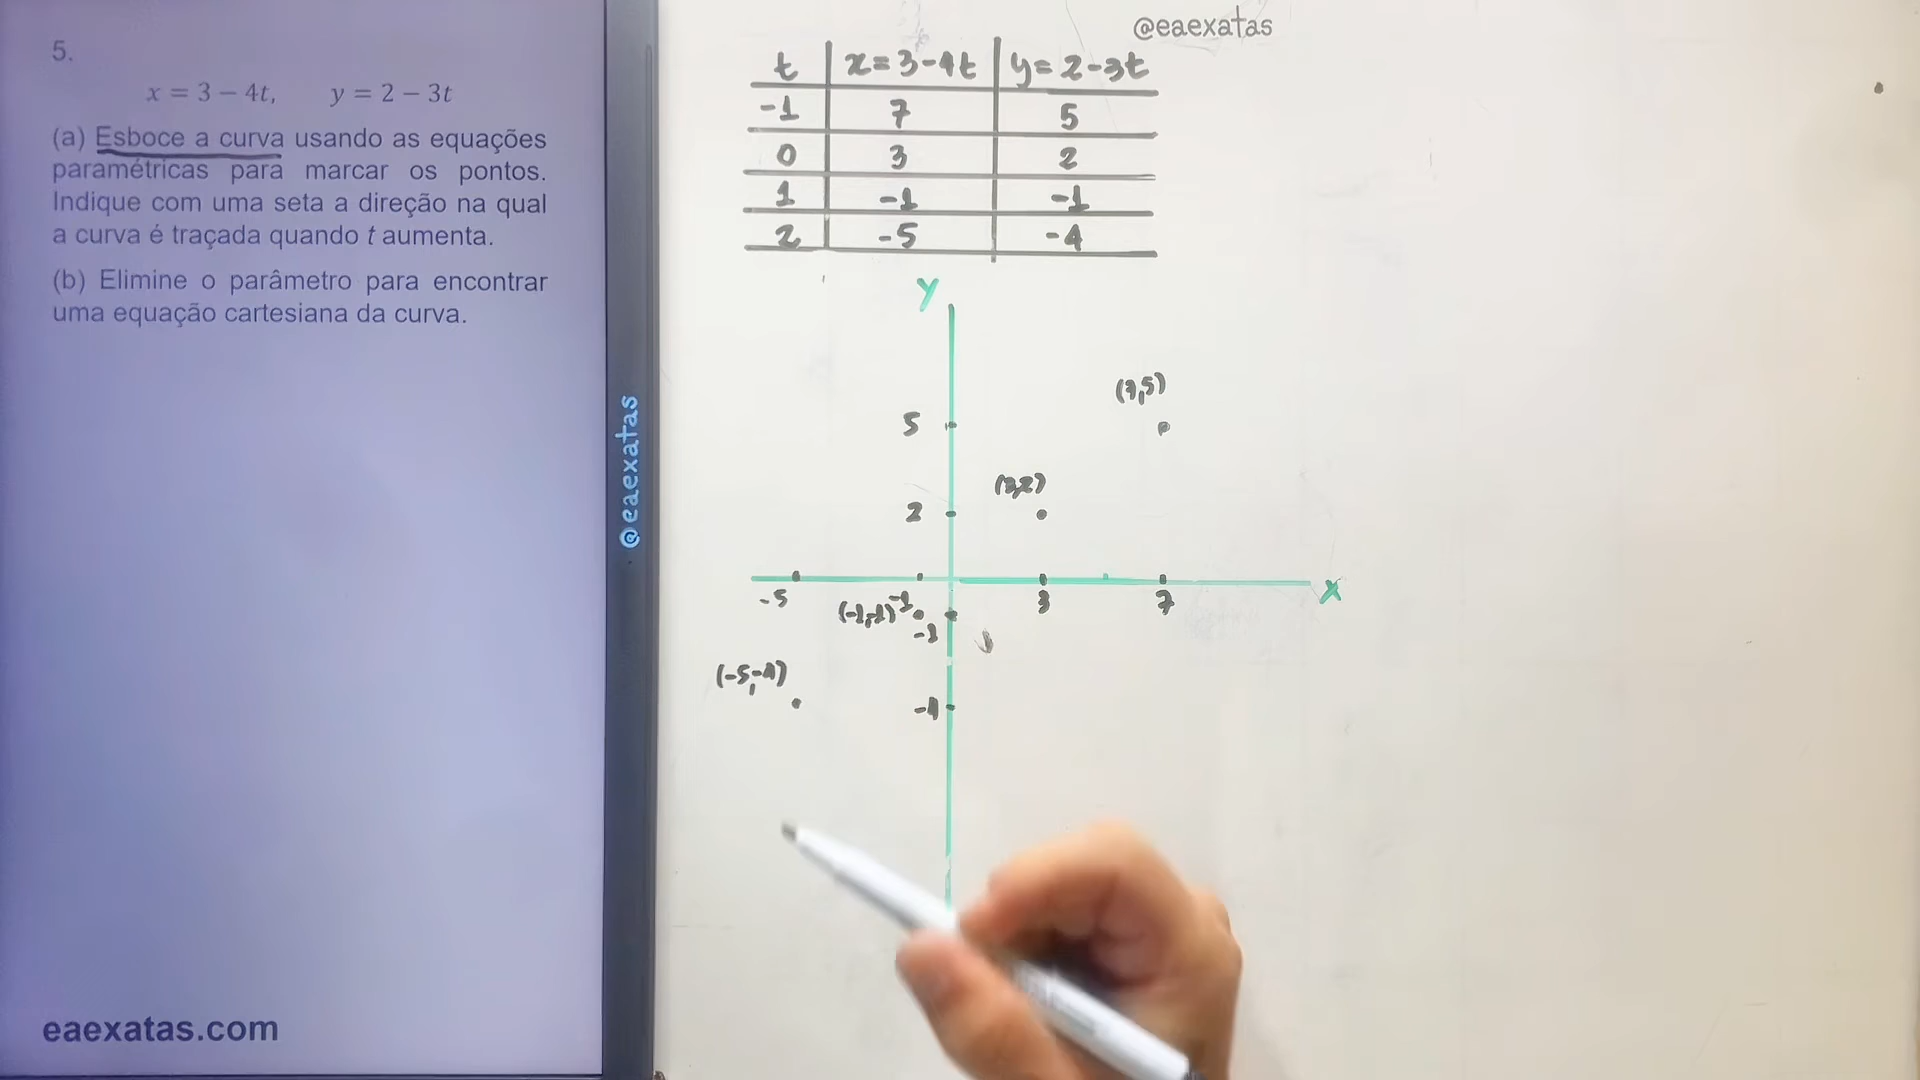 5.
x = 3 – 4t, y = 2 – 3t
(a) Esboce a curva usando as equações
paramétricas para marcar os pontos.
Indique com uma seta a direção na qual
a curva é traçada quando t aumenta.
(b) Elimine o parâmetro para encontrar
uma equação cartesiana da curva.
eaexatas.com
@eaexatas
@eaexatas
t x=3-4t y=2-3t
-1 7 5
0 3 2
1 -1 -1
2 -5 -4
y
(7,5)
5
(3,2)
2
x
-5 -1 3 7
(-1,-1)
-1
(-5,-4)
-4